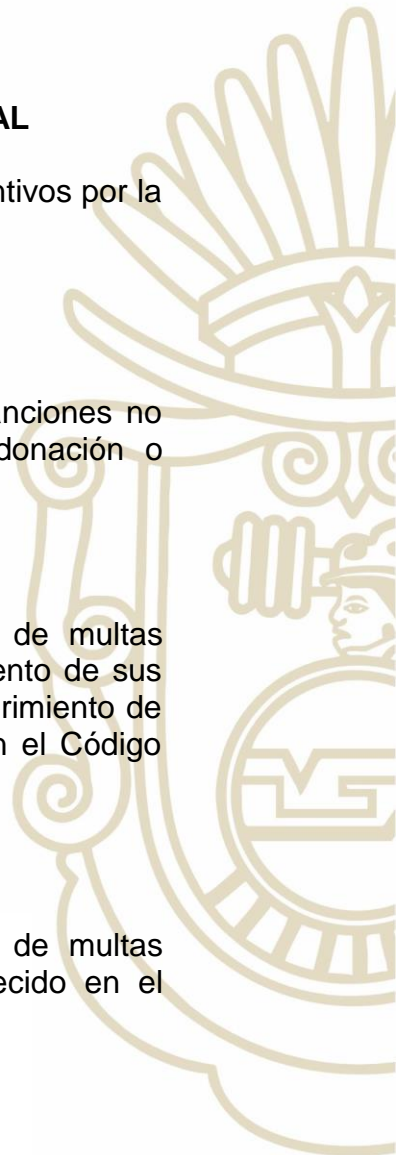 AL
ntivos por la
anciones no
donación o
de multas
ento de sus
rimiento de
n el Código
de multas
ecido en el